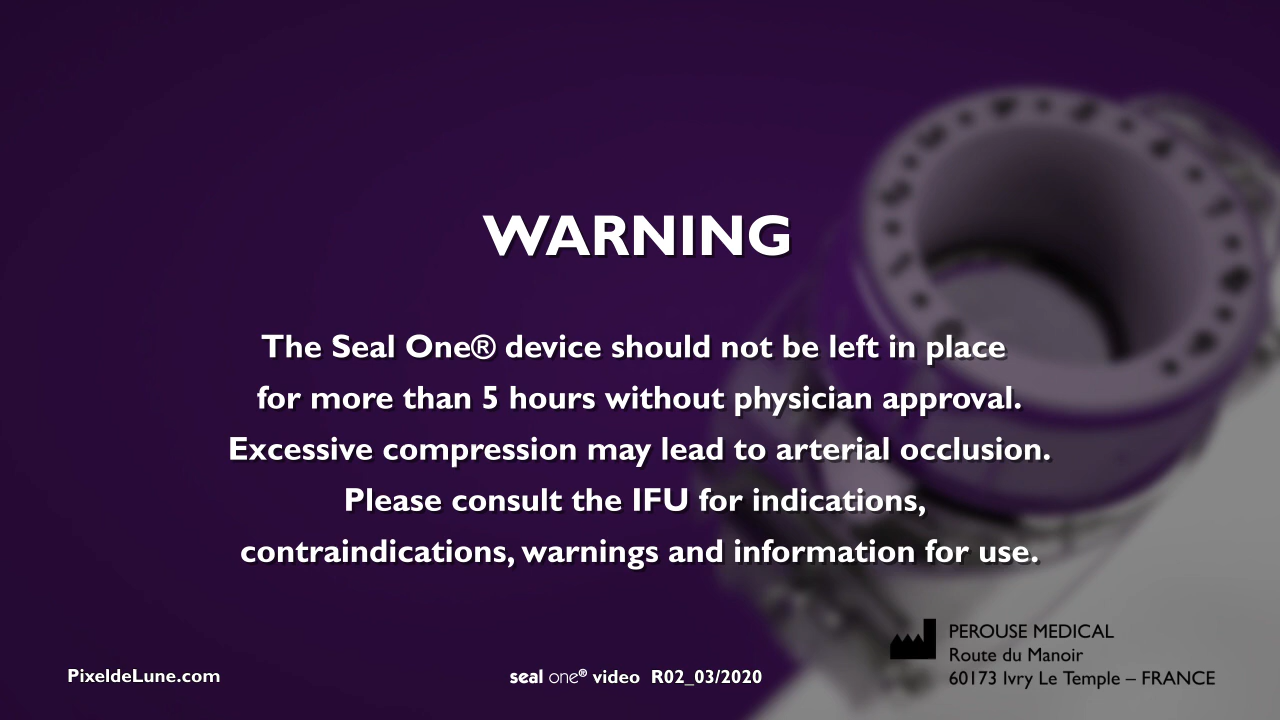 WARNING
The Seal One® device should not be left in place
for more than 5 hours without physician approval.
Excessive compression may lead to arterial occlusion.
Please consult the IFU for indications,
contraindications, warnings and information for use.
PEROUSE MEDICAL
Route du Manoir
60173 Ivry Le Temple – FRANCE
PixeldeLune.com
seal one® video R02_03/2020